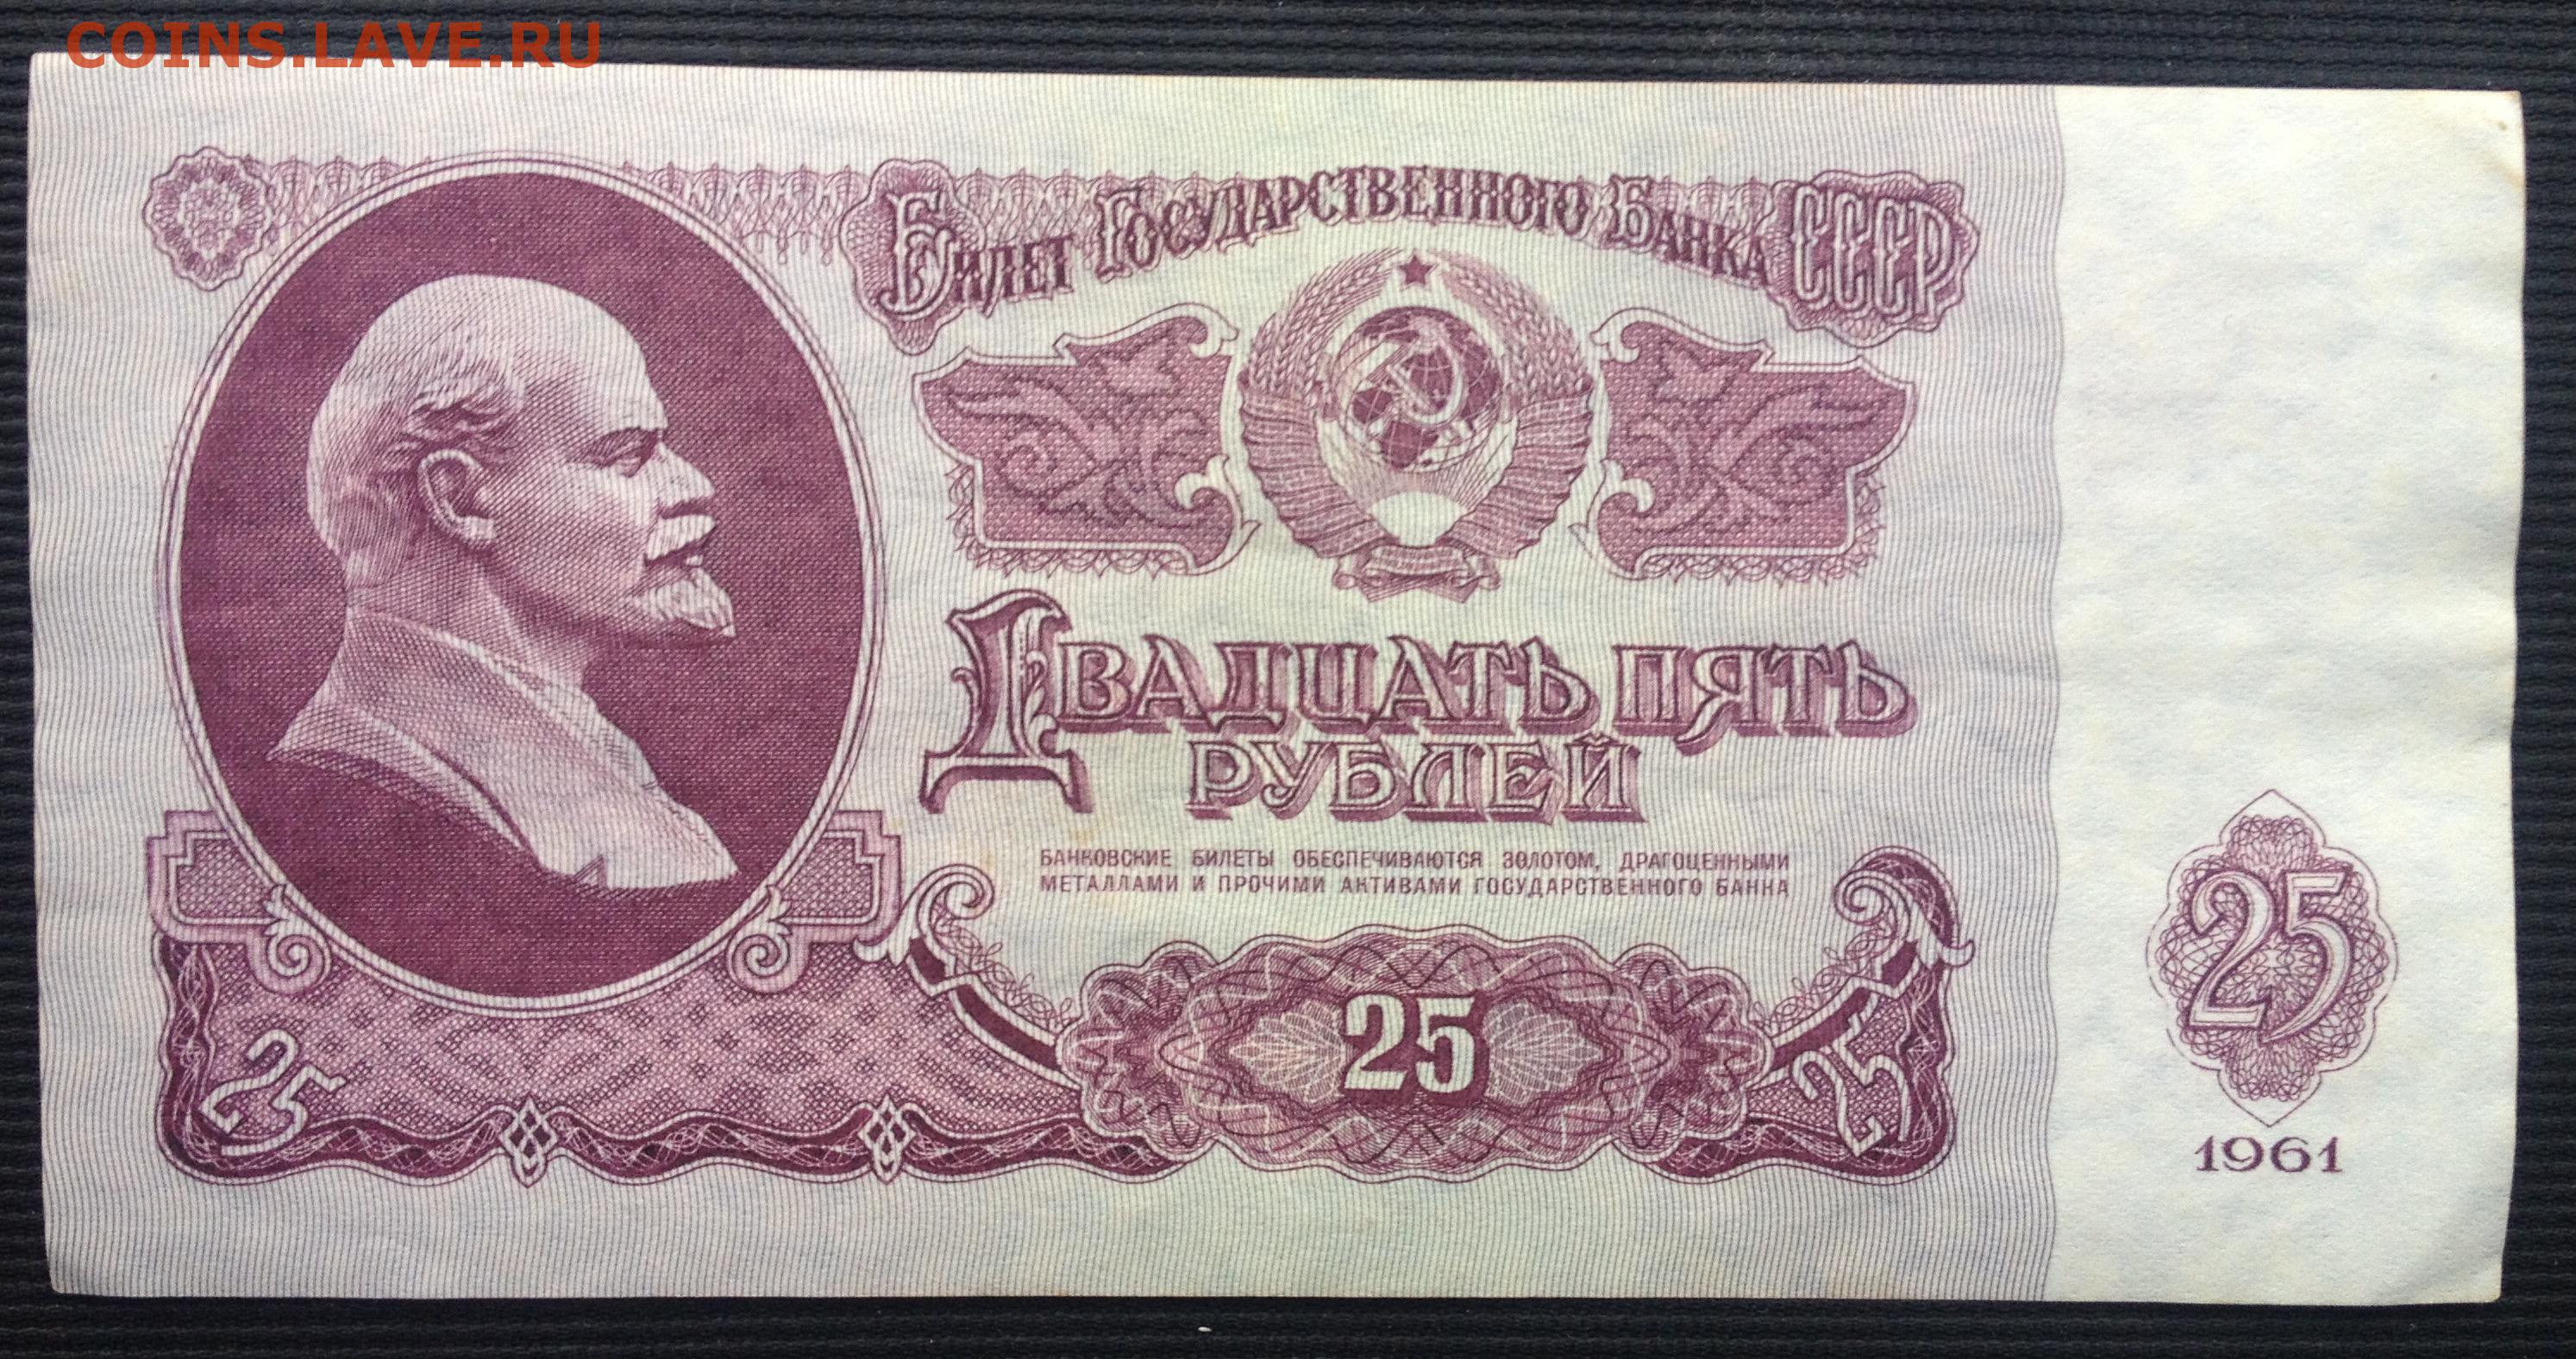 COINS.LAVE.RU
Билет Государственного Банка СССР
Двадцать пять
рублей
БАНКОВСКИЕ БИЛЕТЫ ОБЕСПЕЧИВАЮТСЯ ЗОЛОТОМ, ДРАГОЦЕННЫМИ
МЕТАЛЛАМИ И ПРОЧИМИ АКТИВАМИ ГОСУДАРСТВЕННОГО БАНКА
25
25
25
25
1961